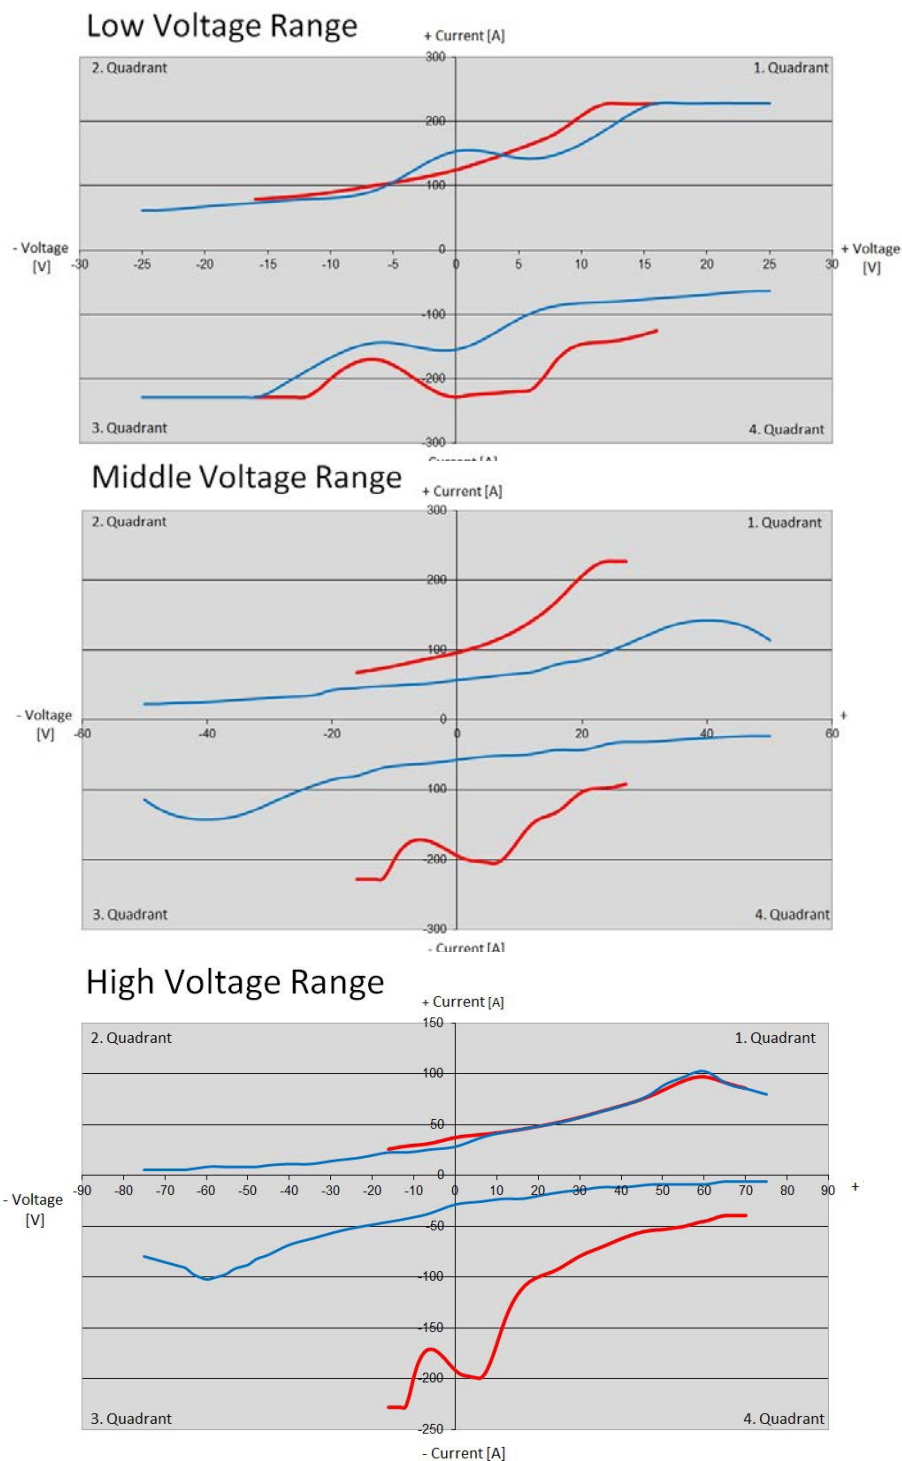 Low Voltage Range
+ Current [A]
2. Quadrant
1. Quadrant
300
200
100
0
- Voltage
[V]
+ Voltage
[V]
-30 -25 -20 -15 -10 -5 0 5 10 15 20 25 30
-100
-200
-300
3. Quadrant
4. Quadrant
Current [A]
Middle Voltage Range
+ Current [A]
2. Quadrant
1. Quadrant
300
200
100
0
- Voltage
[V]
+
-60 -40 -20 0 20 40 60
-100
-200
-300
3. Quadrant
4. Quadrant
- Current [A]
High Voltage Range
+ Current [A]
2. Quadrant
1. Quadrant
150
100
50
0
-90 -80 -70 -60 -50 -40 -30 -20 -10 0 10 20 30 40 50 60 70 80 90
- Voltage
[V]
+
-50
-100
-150
-200
-250
3. Quadrant
4. Quadrant
- Current [A]